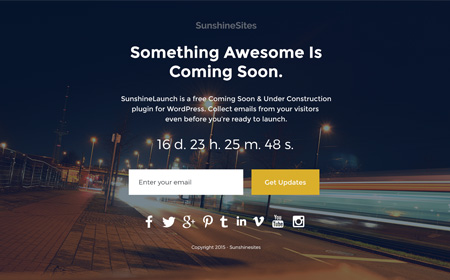 SunshineSites
Something Awesome Is
Coming Soon.
SunshineLaunch is a free Coming Soon & Under Construction
plugin for WordPress. Collect emails from your visitors
even before you're ready to launch.
16 d. 23 h. 25 m. 48 s.
Enter your email
Get Updates
Copyright 2015 - Sunshinesites